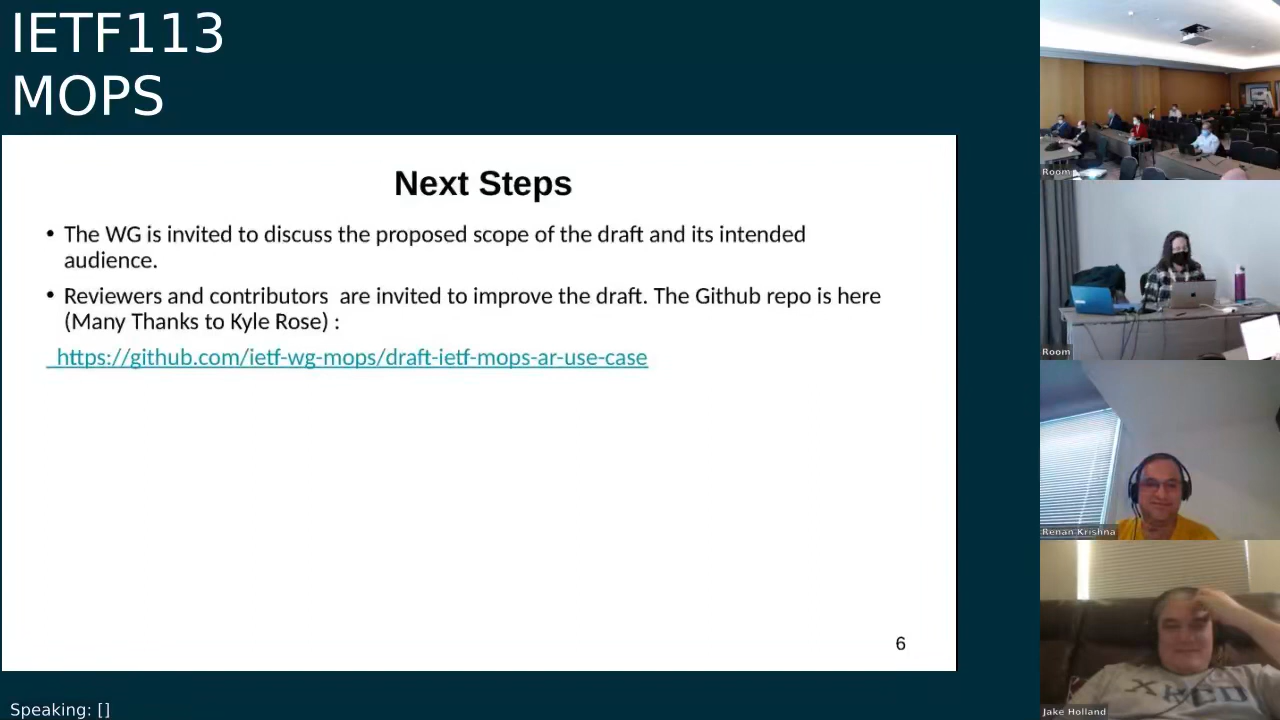 IETF113
MOPS
Next Steps
• The WG is invited to discuss the proposed scope of the draft and its intended
audience.
• Reviewers and contributors  are invited to improve the draft. The Github repo is here
(Many Thanks to Kyle Rose) :
https://github.com/ietf-wg-mops/draft-ietf-mops-ar-use-case
6
Speaking: []
Room
Room
Renan Krishna
XKCD
Jake Holland